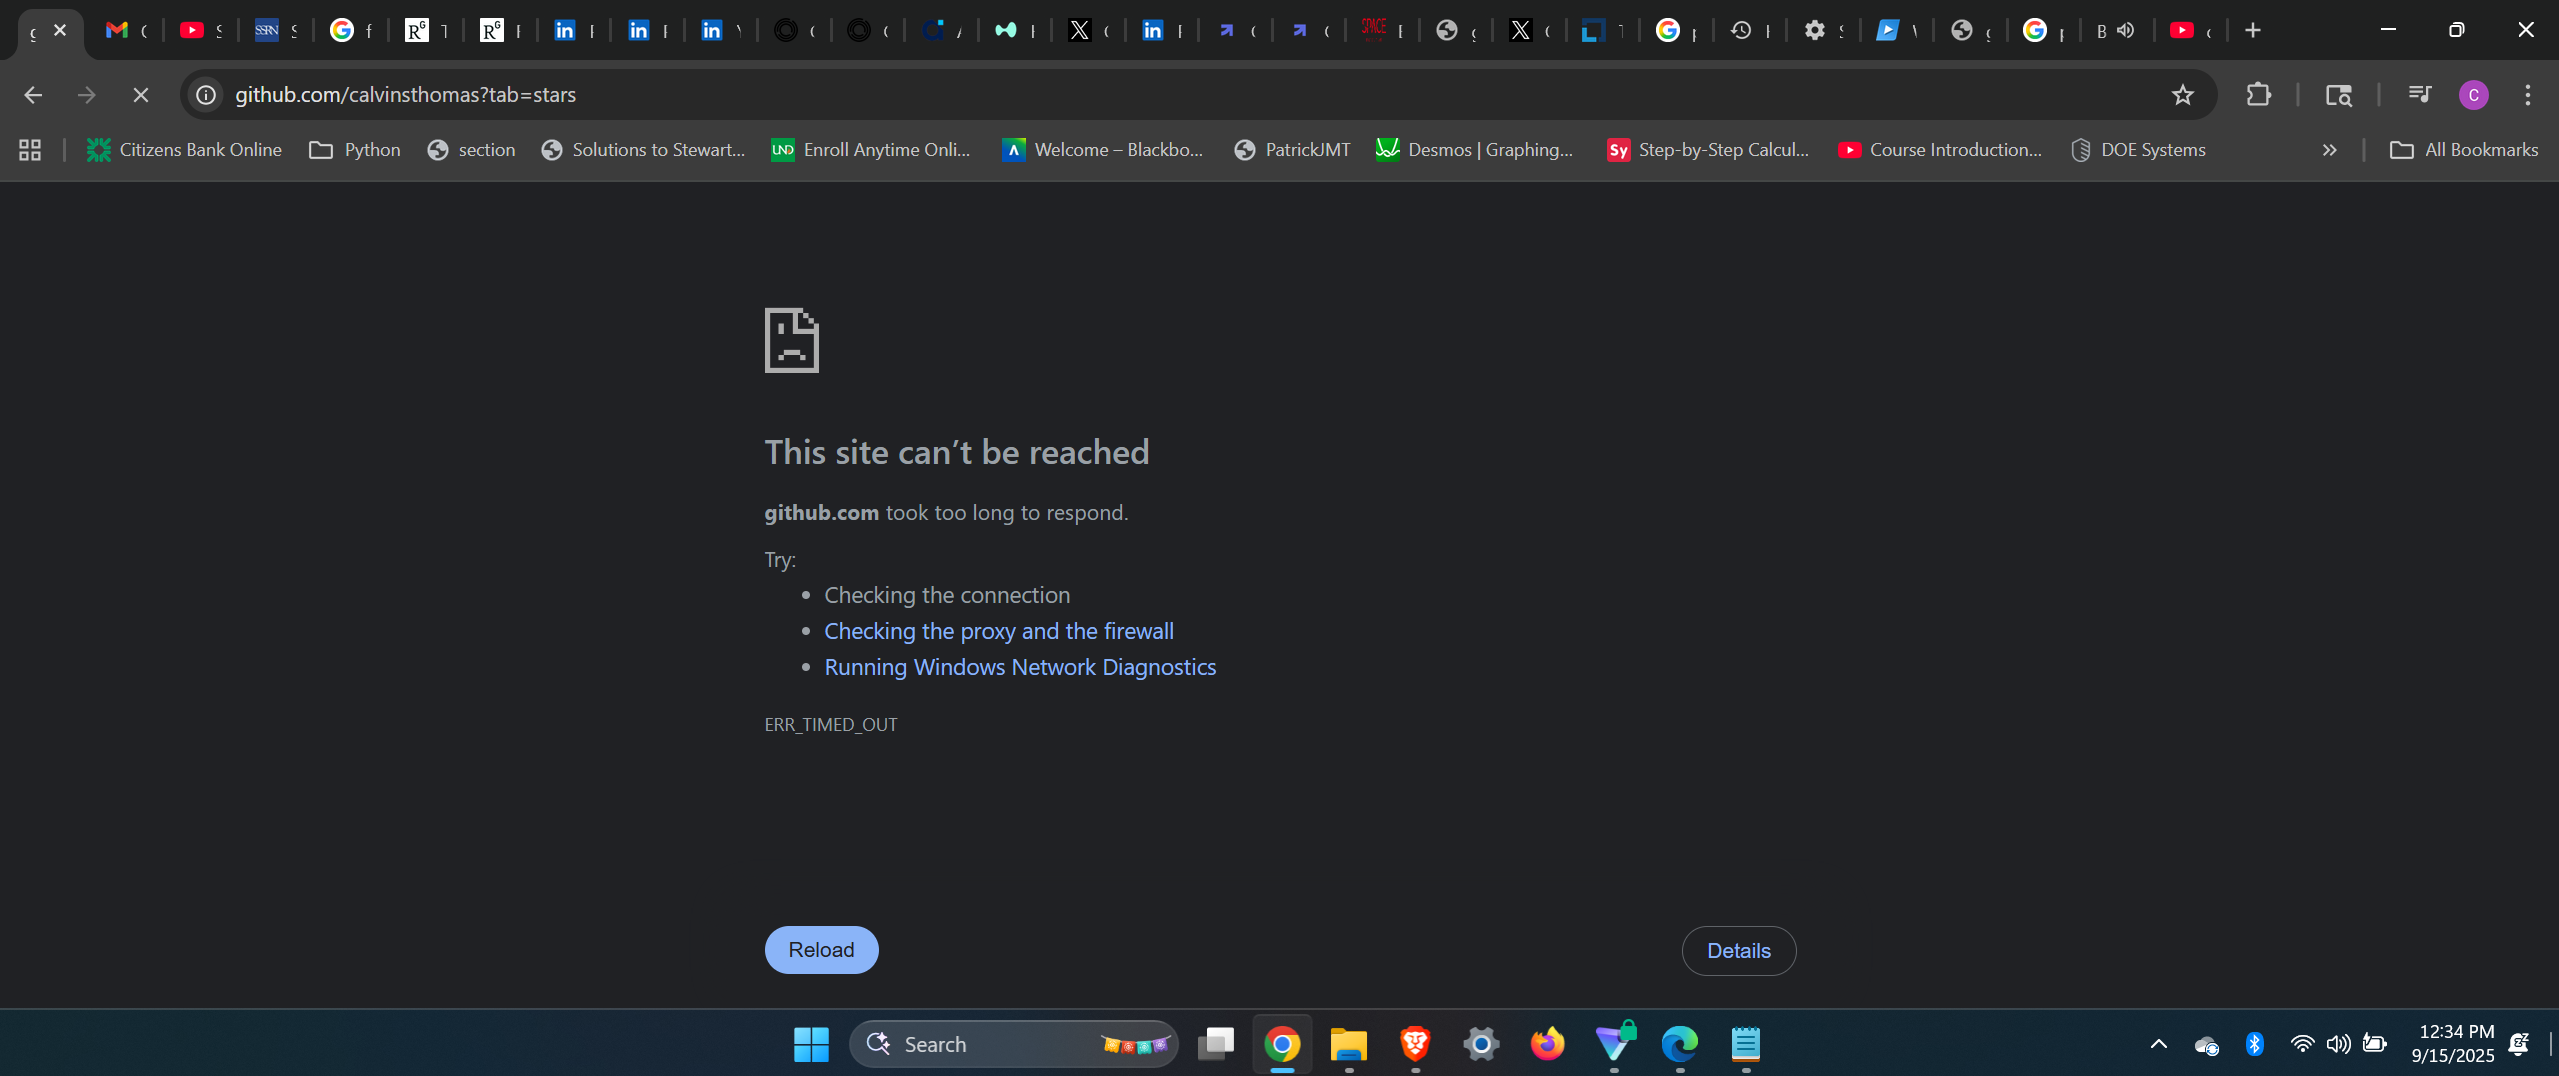 github.com/calvinsthomas?tab=stars
Citizens Bank Online Python section Solutions to Stewart... Enroll Anytime Onli... Welcome – Blackbo... PatrickJMT Desmos | Graphing... Step-by-Step Calcul... Course Introduction... DOE Systems All Bookmarks
This site can’t be reached
github.com took too long to respond.
Try:
Checking the connection
Checking the proxy and the firewall
Running Windows Network Diagnostics
ERR_TIMED_OUT
Reload Details
Search
12:34 PM
9/15/2025